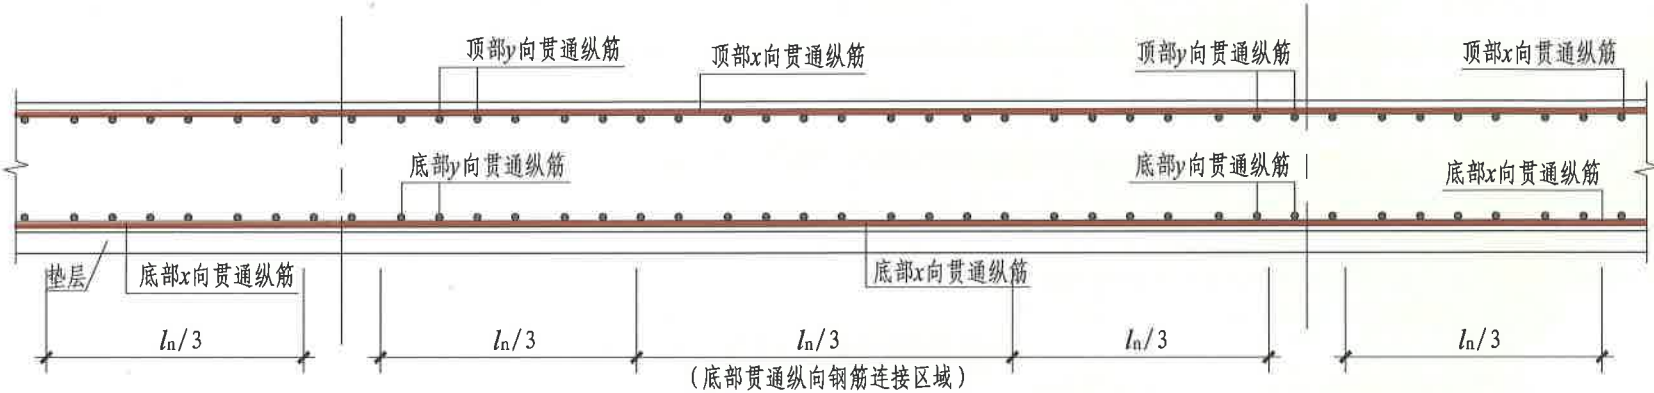 顶部y向贯通纵筋
顶部x向贯通纵筋
顶部y向贯通纵筋
顶部x向贯通纵筋
底部y向贯通纵筋
底部y向贯通纵筋
底部x向贯通纵筋
垫层
底部x向贯通纵筋
底部x向贯通纵筋
ln/3
ln/3
ln/3
ln/3
ln/3
(底部贯通纵向钢筋连接区域)